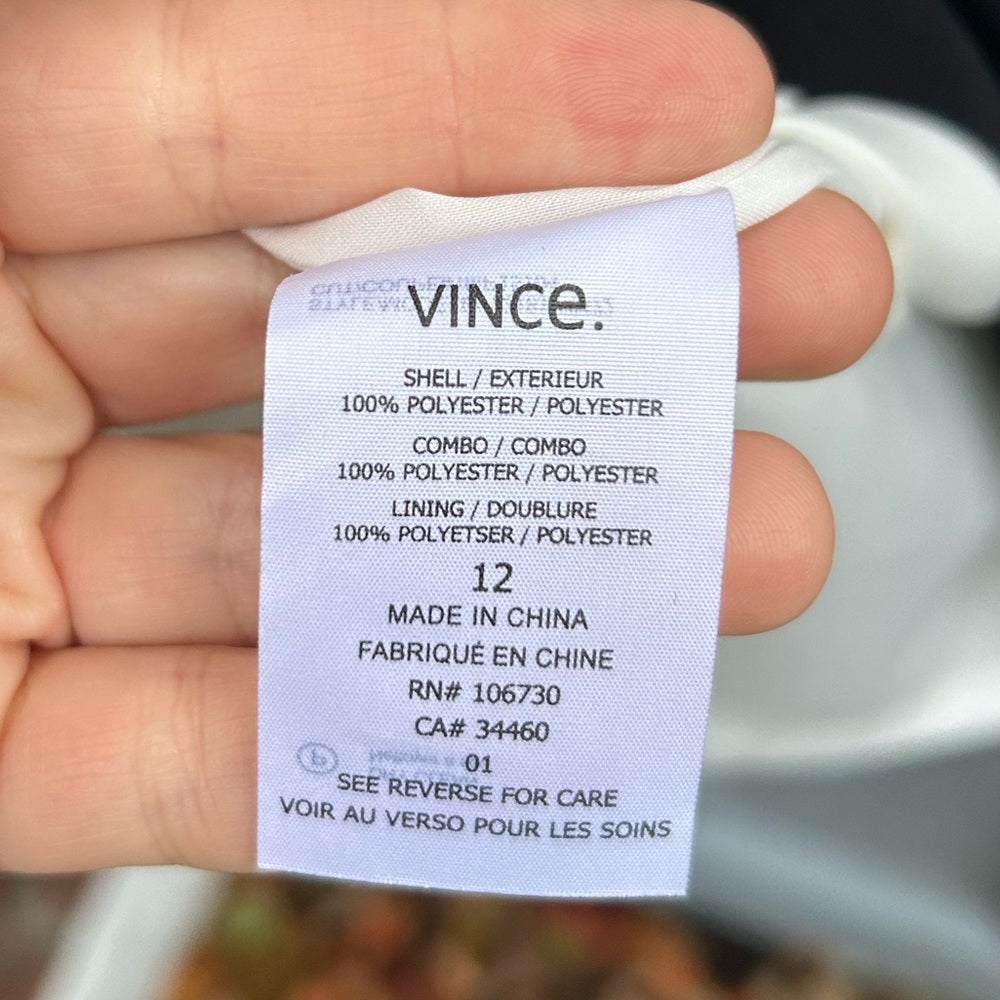 VINCe.
SHELL / EXTERIEUR
100% POLYESTER / POLYESTER
COMBO / COMBO
100% POLYESTER / POLYESTER
LINING / DOUBLURE
100% POLYETSER / POLYESTER
12
MADE IN CHINA
FABRIQUÉ EN CHINE
RN# 106730
CA# 34460
01
SEE REVERSE FOR CARE
VOIR AU VERSO POUR LES SOINS